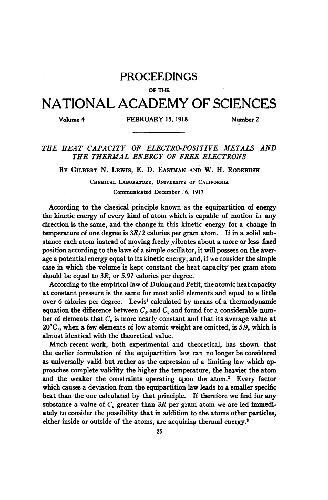 PROCEEDINGS
OF THE
NATIONAL ACADEMY OF SCIENCES
Volume 4 FEBRUARY 15, 1918 Number 2
THE HEAT CAPACITY OF ELECTRO-POSITIVE METALS AND
THE THERMAL ENERGY OF FREE ELECTRONS
By Gilbert N. Lewis, E. D. Eastman and W. H. Rodebush
Chemical Laboratory, University of California
Communicated December 6, 1917
According to the classical principle known as the equipartition of energy
the kinetic energy of every kind of atom which is capable of motion in any
direction is the same, and the change in this kinetic energy for a change in
temperature of one degree is 3R/2 calories per gram atom. If in a solid sub-
stance each atom instead of moving freely vibrates about a more or less fixed
position according to the laws of a simple oscillator, it will possess on the aver-
age a potential energy equal to its kinetic energy, and, if we consider the simple
case in which the volume is kept constant the heat capacity per gram atom
should be equal to 3R, or 5.97 calories per degree.
According to the empirical law of Dulong and Petit, the atomic heat capacity
at constant pressure is the same for most solid elements and equal to a little
over 6 calories per degree. Lewis¹ calculated by means of a thermodynamic
equation the difference between Cp and Cv and found for a considerable num-
ber of elements that Cv is more nearly constant and that its average value at
20°C., when a few elements of low atomic weight are omitted, is 5.9, which is
almost identical with the theoretical value.
Much recent work, both experimental and theoretical, has shown that
the earlier formulation of the equipartition law can no longer be considered
as universally valid but rather as the expression of a limiting law which ap-
proaches complete validity the higher the temperature, the heavier the atom
and the weaker the constraints operating upon the atom.² Every factor
which causes a deviation from the equipartition law leads to a smaller specific
heat than the one calculated by that principle. If therefore we find for any
substance a value of Cv greater than 3R per gram atom we are led immedi-
ately to consider the possibility that in addition to the atoms other particles,
either inside or outside of the atoms, are acquiring thermal energy.³
25